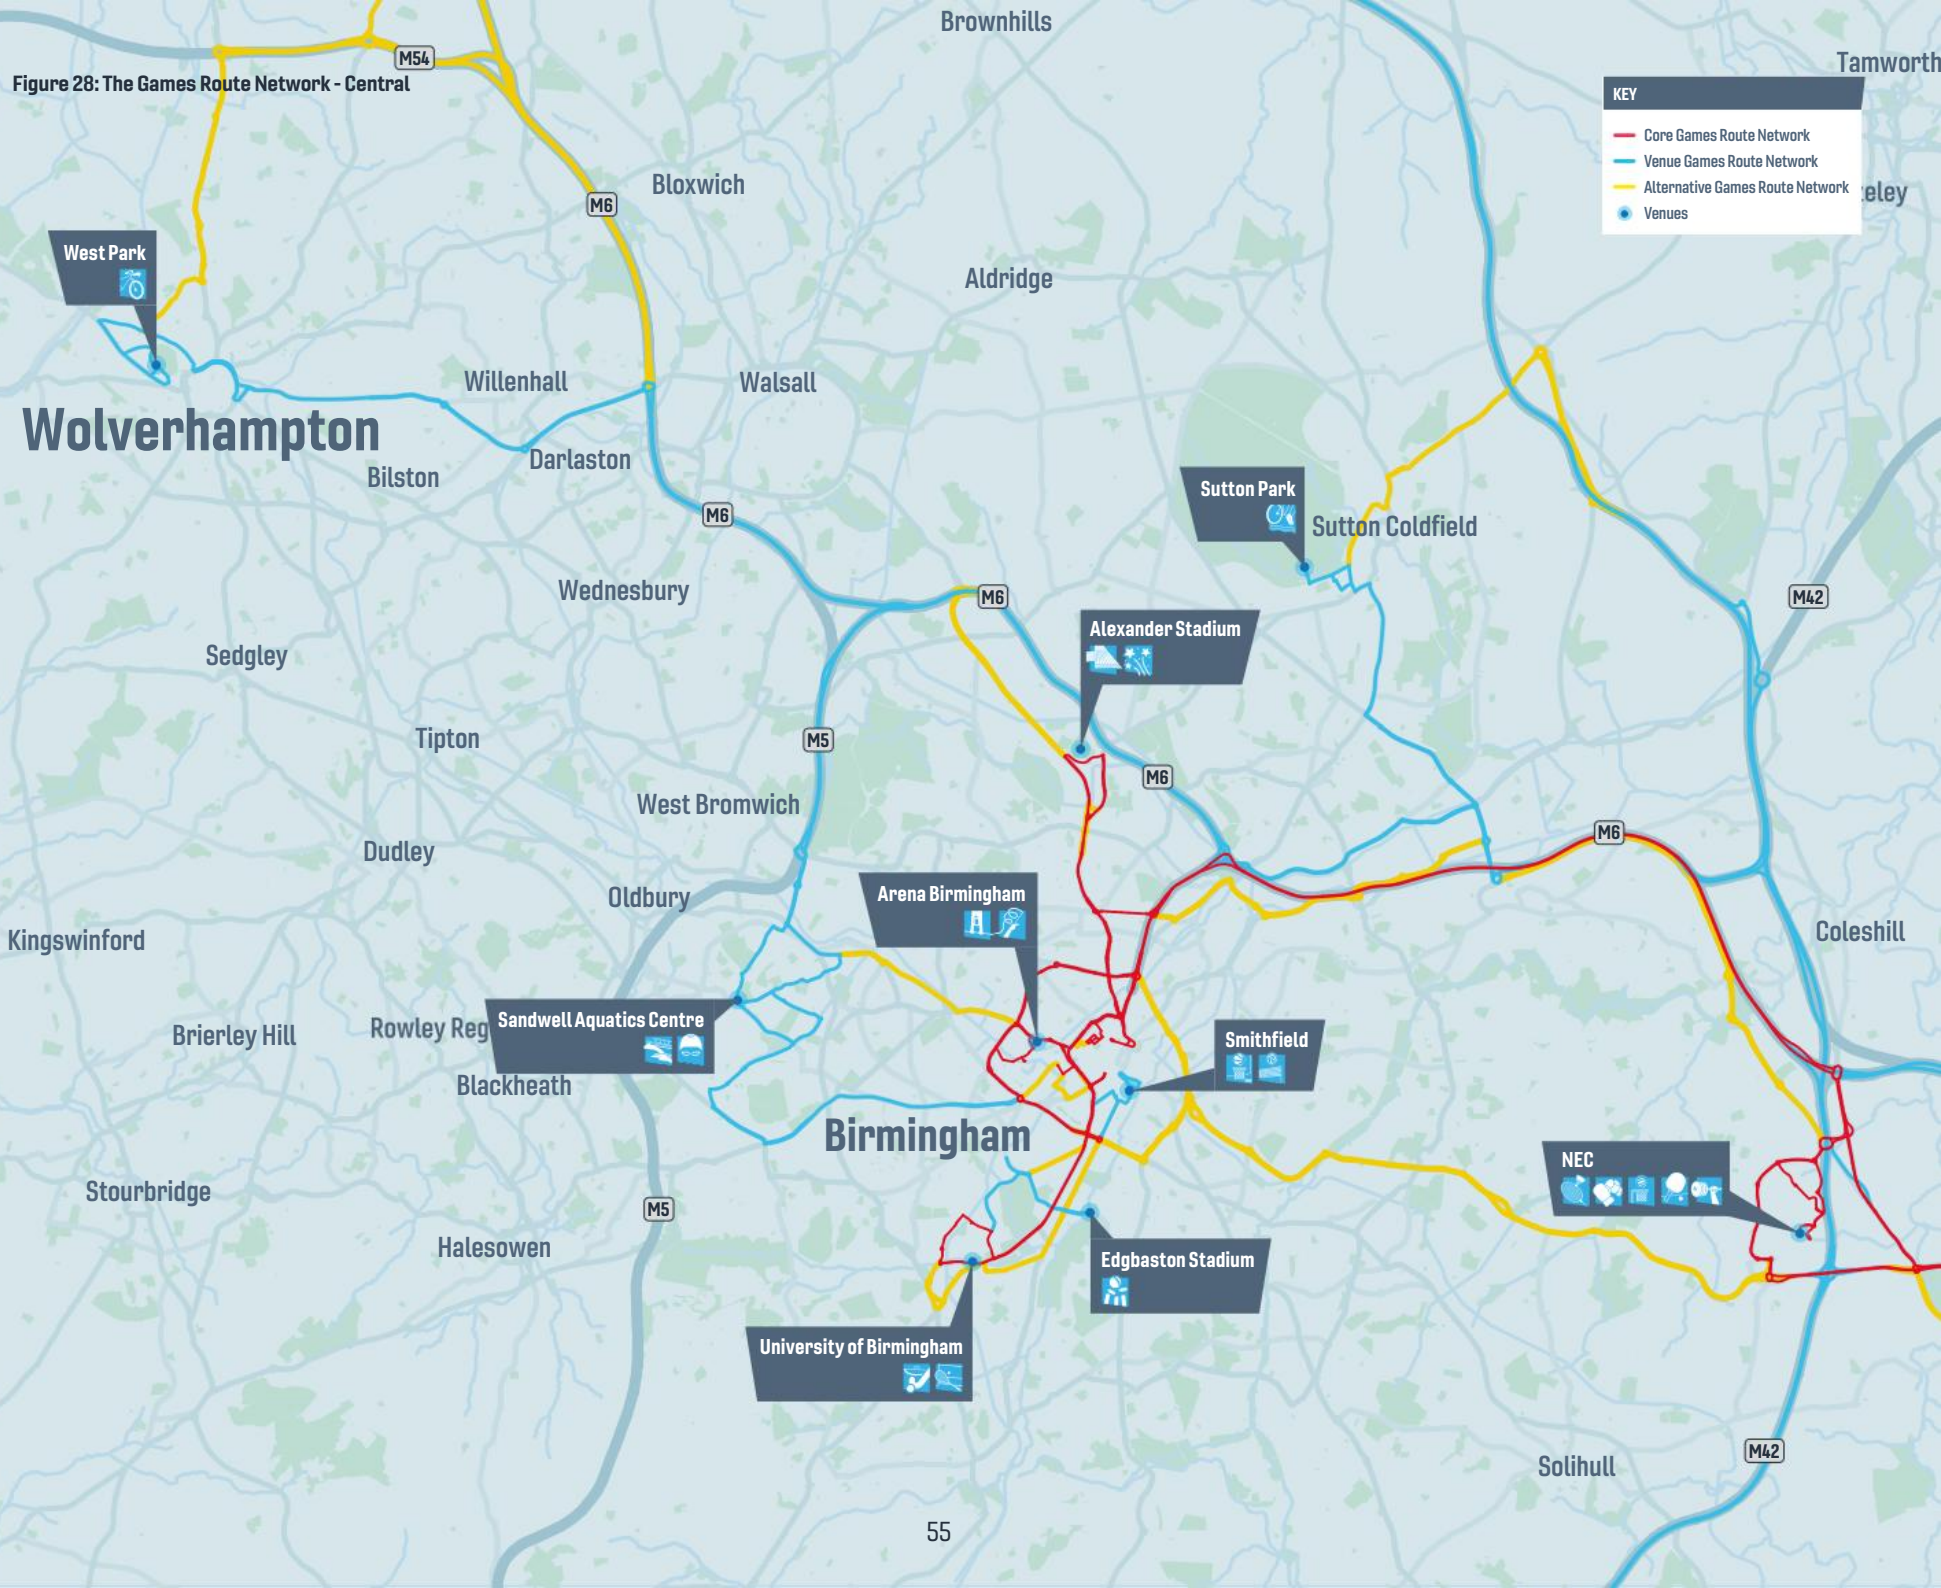 Brownhills
Tamworth
M54
Figure 28: The Games Route Network - Central
KEY
Core Games Route Network
Venue Games Route Network
Alternative Games Route Network
Venues
zeley
Bloxwich
M6
West Park
Aldridge
Willenhall
Walsall
Wolverhampton
Darlaston
Bilston
Sutton Park
M6
Sutton Coldfield
Wednesbury
M6
M42
Alexander Stadium
Sedgley
Tipton
M5
M6
West Bromwich
M6
Dudley
Oldbury
Arena Birmingham
Coleshill
Kingswinford
Sandwell Aquatics Centre
Rowley Reg
Brierley Hill
Smithfield
Blackheath
Birmingham
NEC
Stourbridge
M5
Halesowen
Edgbaston Stadium
University of Birmingham
M42
Solihull
55